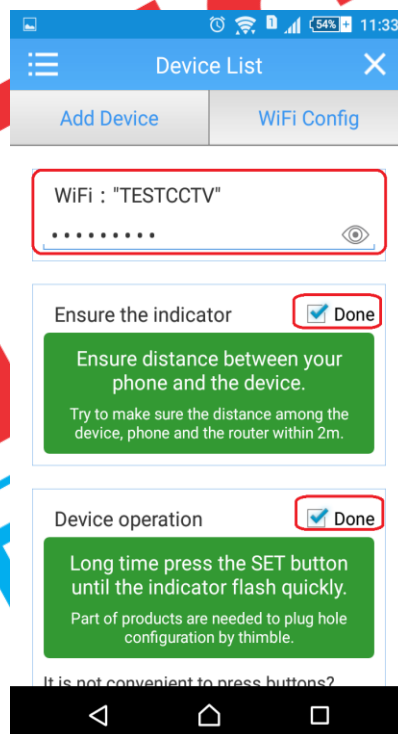 54% 11:33
Device List
Add Device WiFi Config
WiFi : "TESTCCTV"
•••••••••
Ensure the indicator Done
Ensure distance between your
phone and the device.
Try to make sure the distance among the
device, phone and the router within 2m.
Device operation Done
Long time press the SET button
until the indicator flash quickly.
Part of products are needed to plug hole
configuration by thimble.
It is not convenient to press buttons?